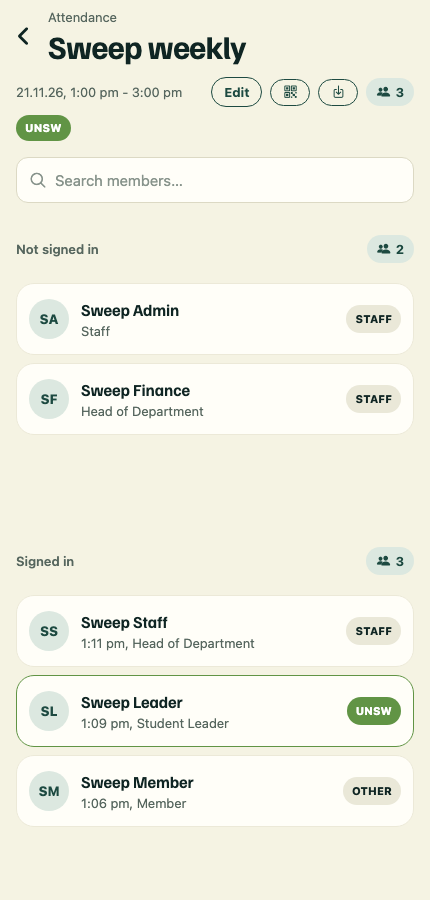 Attendance
Sweep weekly
21.11.26, 1:00 pm - 3:00 pm
Edit
3
UNSW
Search members...
Not signed in
2
SA
Sweep Admin
Staff
STAFF
SF
Sweep Finance
Head of Department
STAFF
Signed in
3
SS
Sweep Staff
1:11 pm, Head of Department
STAFF
SL
Sweep Leader
1:09 pm, Student Leader
UNSW
SM
Sweep Member
1:06 pm, Member
OTHER